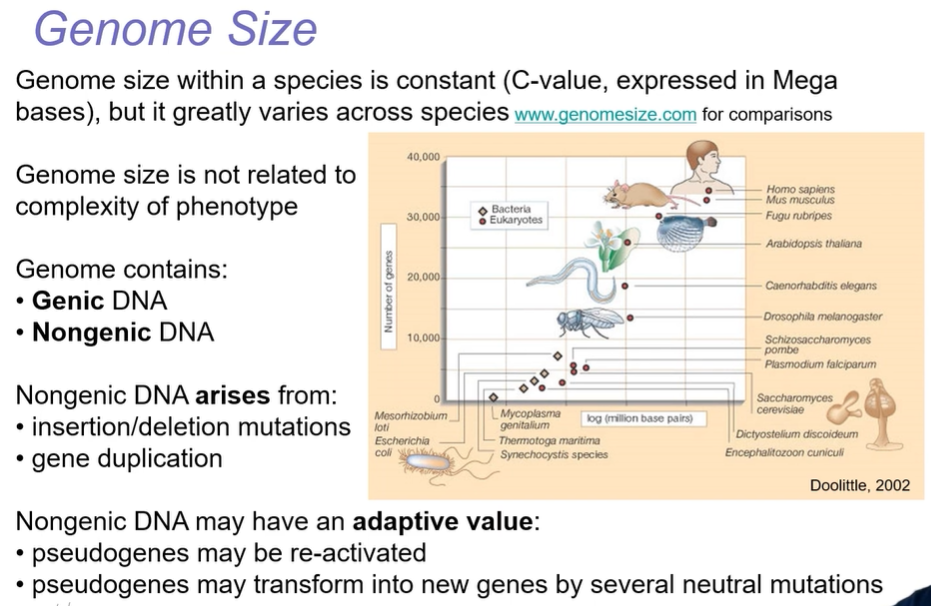 Genome Size
Genome size within a species is constant (C-value, expressed in Mega
bases), but it greatly varies across species www.genomesize.com for comparisons
Genome size is not related to
complexity of phenotype
Genome contains:
• Genic DNA
• Nongenic DNA
Nongenic DNA arises from:
• insertion/deletion mutations
• gene duplication
40,000
30,000
20,000
10,000
0
Number of genes
Bacteria
Eukaryotes
Homo sapiens
Mus musculus
Fugu rubripes
Arabidopsis thaliana
Caenorhabditis elegans
Drosophila melanogaster
Schizosaccharomyces
pombe
Plasmodium falciparum
Saccharomyces
cerevisiae
Dictyostelium discoideum
Encephalitozoon cuniculi
log (million base pairs)
Mesorhizobium
loti
Escherichia
coli
Mycoplasma
genitalium
Thermotoga maritima
Synechocystis species
Doolittle, 2002
Nongenic DNA may have an adaptive value:
• pseudogenes may be re-activated
• pseudogenes may transform into new genes by several neutral mutations